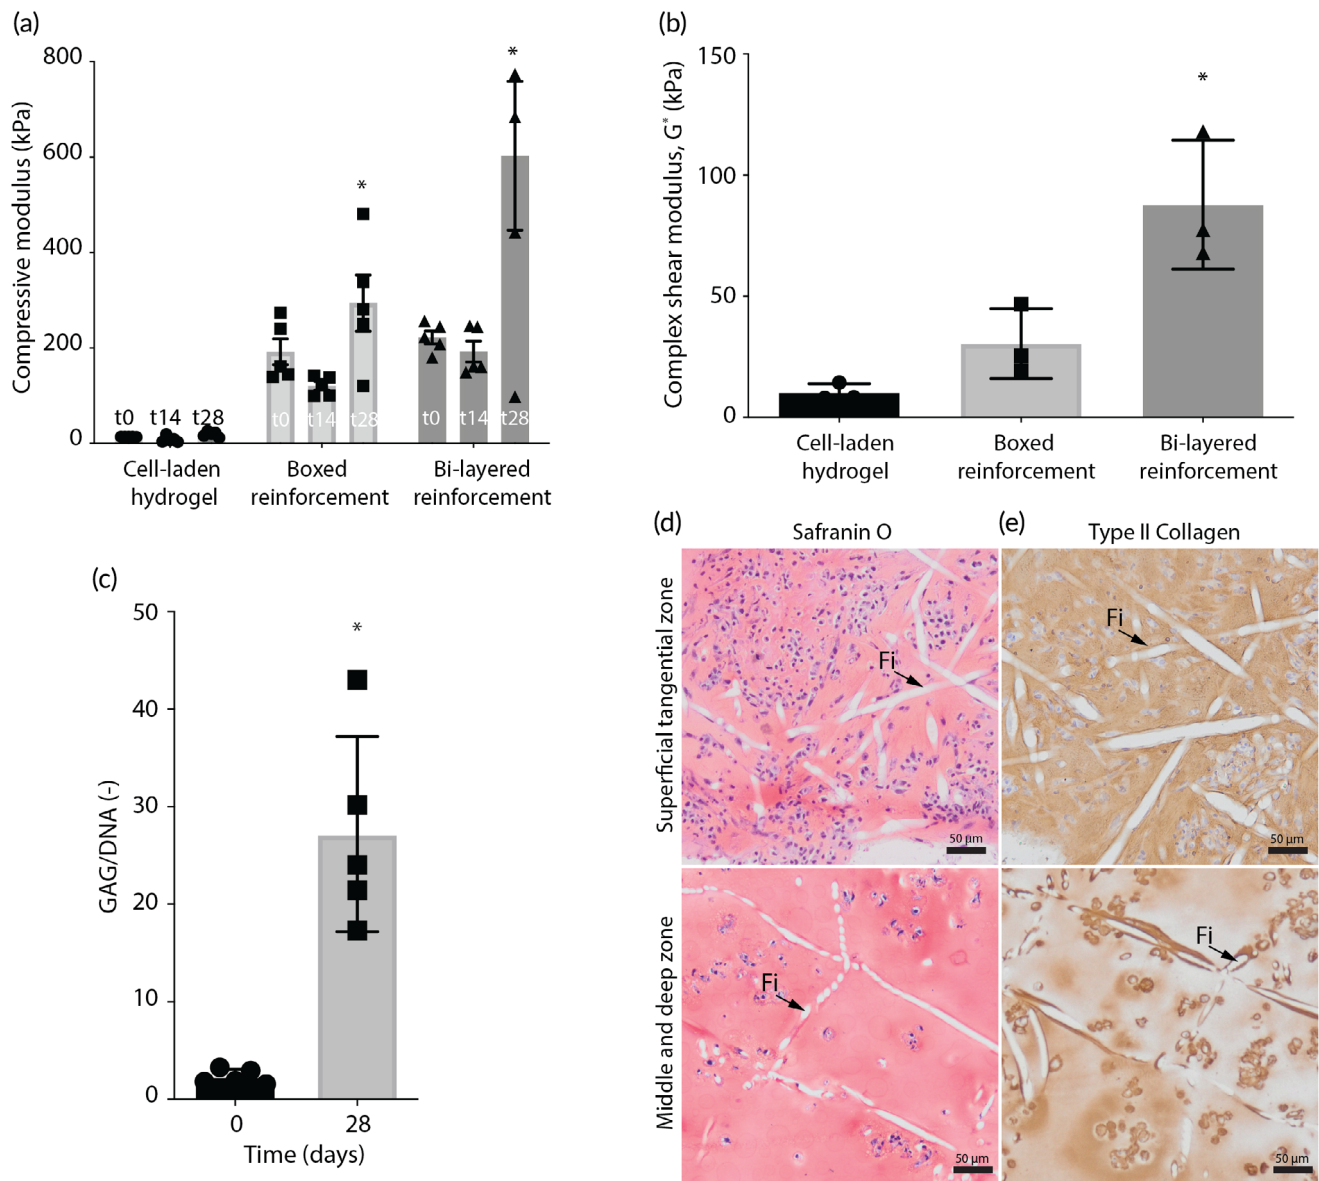 (a)
Compressive modulus (kPa)
800
600
400
200
0
*
*
t0 t14 t28
t0 t14 t28
t0 t14 t28
Cell-laden
hydrogel
Boxed
reinforcement
Bi-layered
reinforcement
(b)
Complex shear modulus, G* (kPa)
150
100
50
0
*
Cell-laden
hydrogel
Boxed
reinforcement
Bi-layered
reinforcement
(c)
GAG/DNA (-)
50
40
30
20
10
0
*
0
28
Time (days)
(d)
Safranin O
(e)
Type II Collagen
Superficial tangential zone
Fi
50 µm
Fi
50 µm
Middle and deep zone
Fi
50 µm
Fi
50 µm